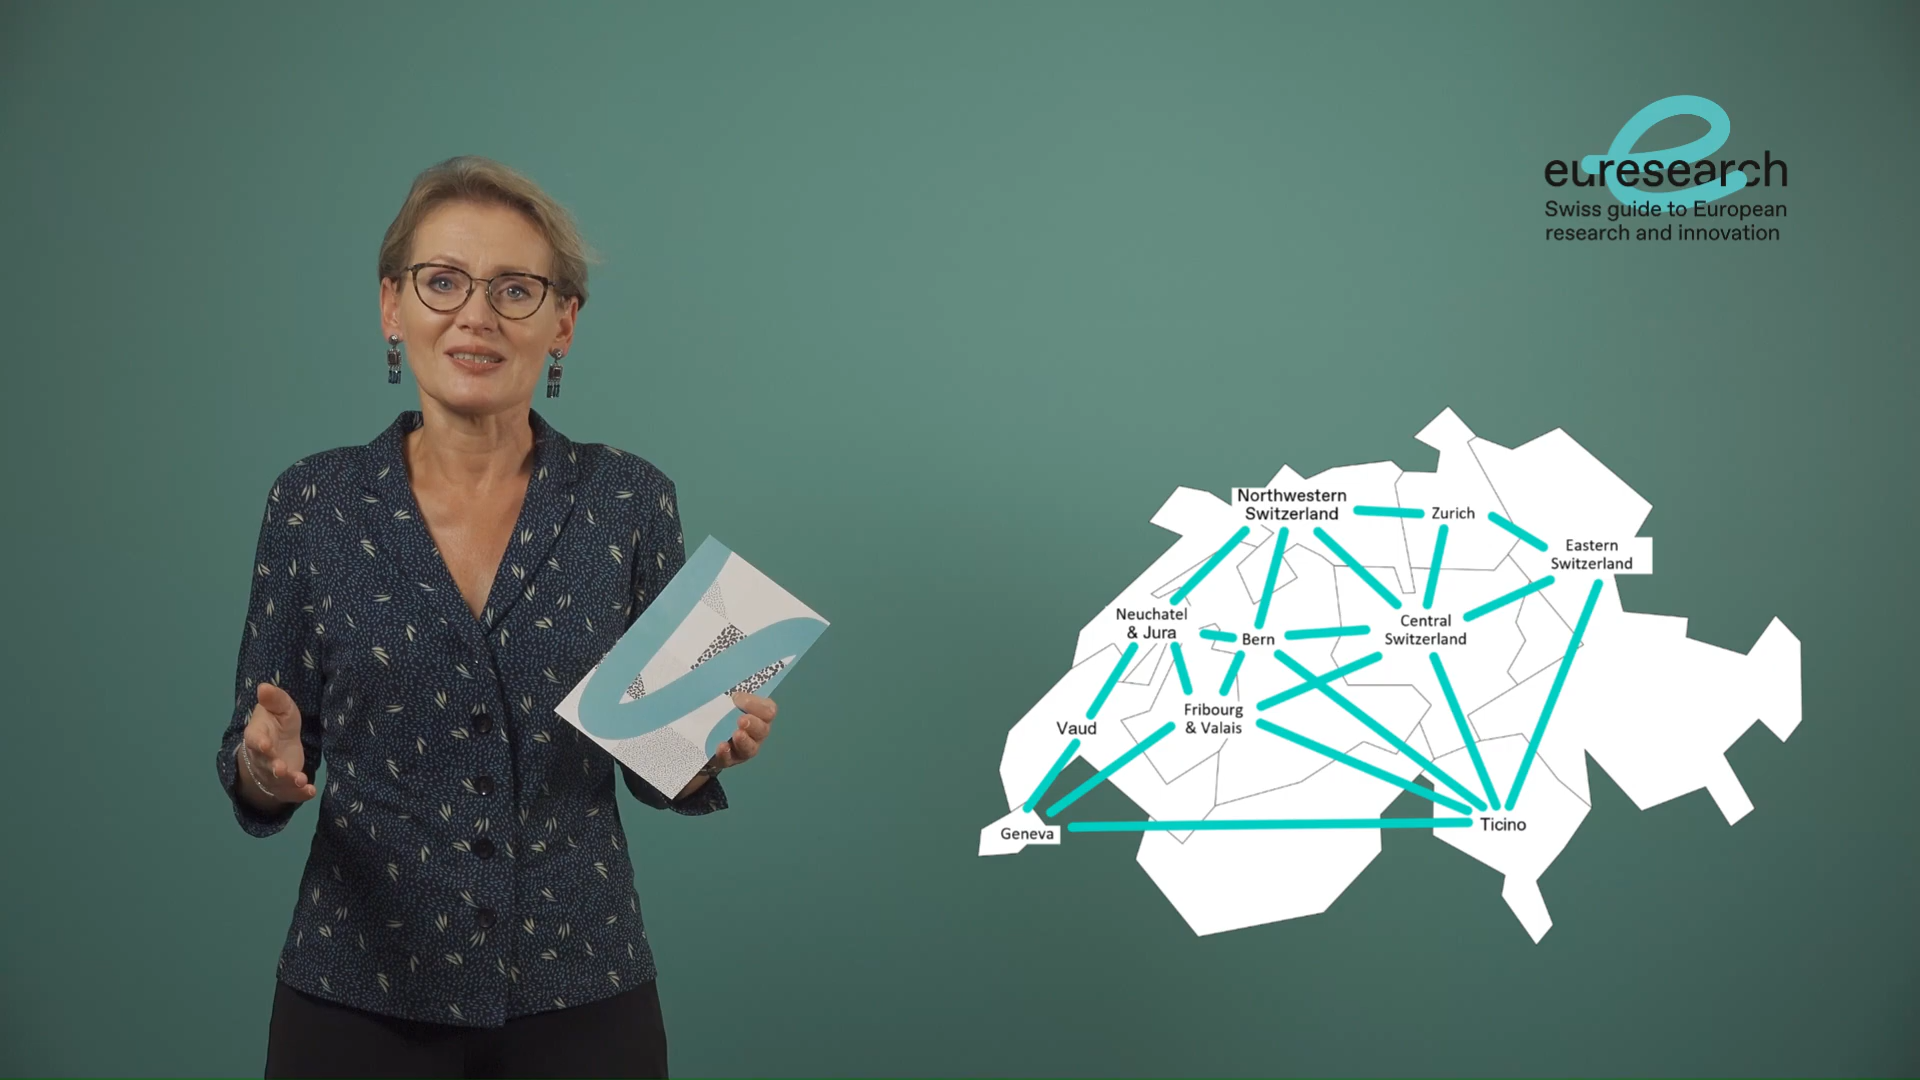 euresearch
Swiss guide to European
research and innovation
Northwestern
Switzerland
Zurich
Eastern
Switzerland
Neuchatel
& Jura
Bern
Central
Switzerland
Fribourg
& Valais
Vaud
Geneva
Ticino